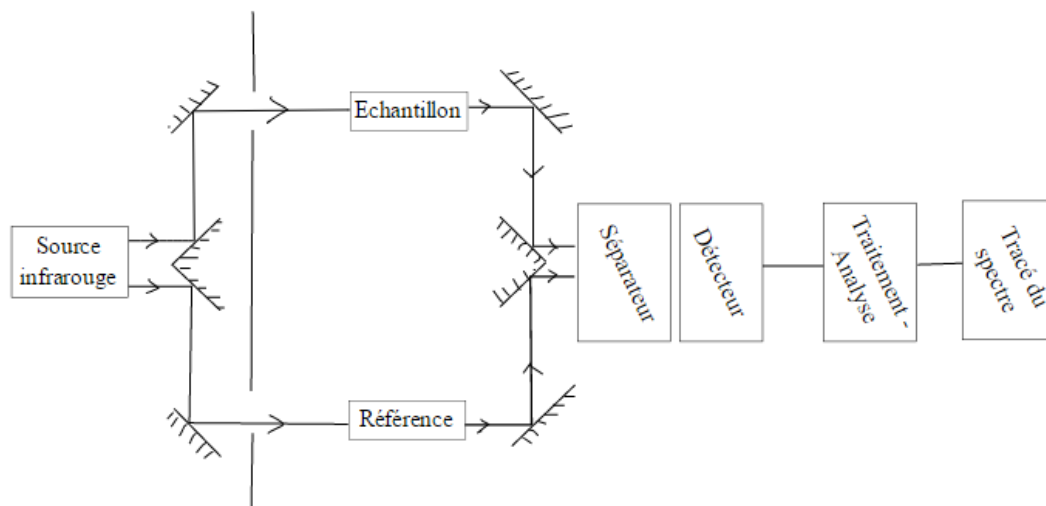 Echantillon
Source
infrarouge
Séparateur
Détecteur
Traitement -
Analyse
Tracé du
spectre
Référence